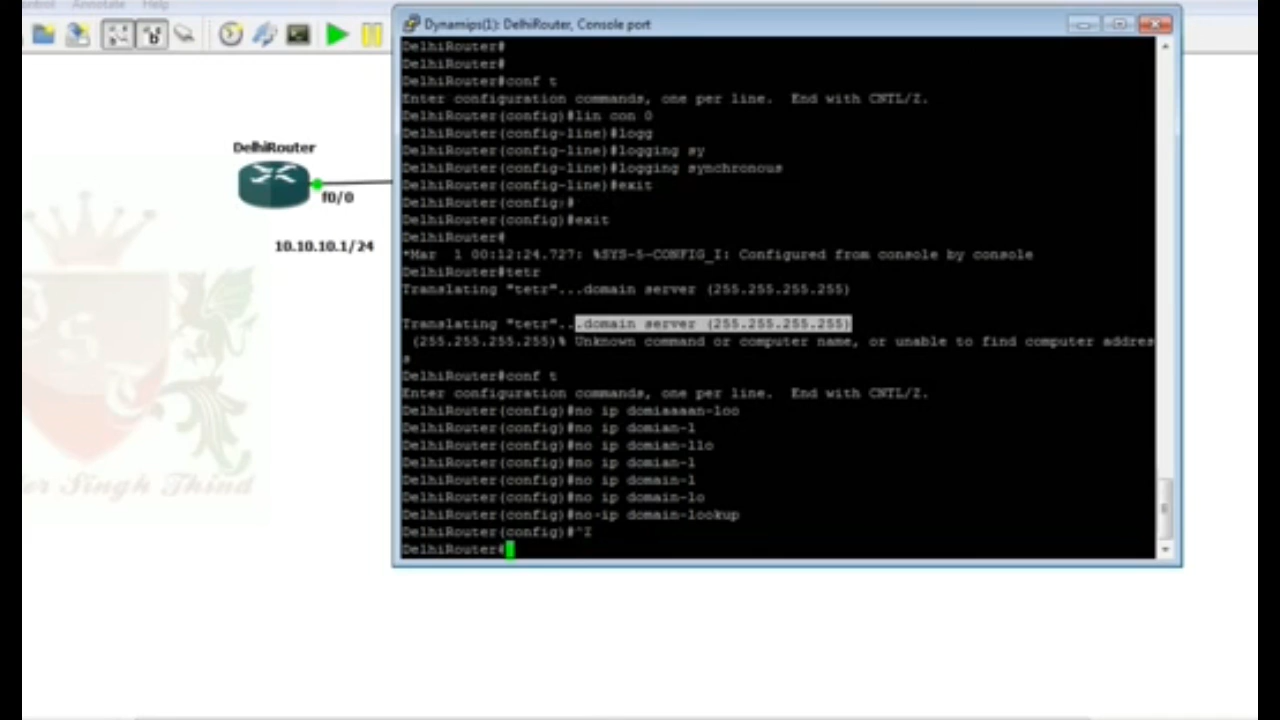 Annotate Help
Dynamips(1): DelhiRouter, Console port
DelhiRouter#
DelhiRouter#
DelhiRouter#conf t
Enter configuration commands, one per line.  End with CNTL/Z.
DelhiRouter(config)#lin con 0
DelhiRouter(config-line)#logg
DelhiRouter(config-line)#logging sy
DelhiRouter(config-line)#logging synchronous
DelhiRouter(config-line)#exit
DelhiRouter(config)#
DelhiRouter(config)#exit
DelhiRouter#
*Mar  1 00:12:24.727: %SYS-5-CONFIG_I: Configured from console by console
DelhiRouter#tetr
Translating "tetr"...domain server (255.255.255.255)
Translating "tetr"...domain server (255.255.255.255)
(255.255.255.255)% Unknown command or computer name, or unable to find computer addres
s
DelhiRouter#conf t
Enter configuration commands, one per line.  End with CNTL/Z.
DelhiRouter(config)#no ip domiaaaan-loo
DelhiRouter(config)#no ip domian-l
DelhiRouter(config)#no ip domian-llo
DelhiRouter(config)#no ip domian-l
DelhiRouter(config)#no ip domain-l
DelhiRouter(config)#no ip domain-lo
DelhiRouter(config)#no ip domain-lookup
DelhiRouter(config)#^Z
DelhiRouter#
DelhiRouter
f0/0
10.10.10.1/24
Singh Thind